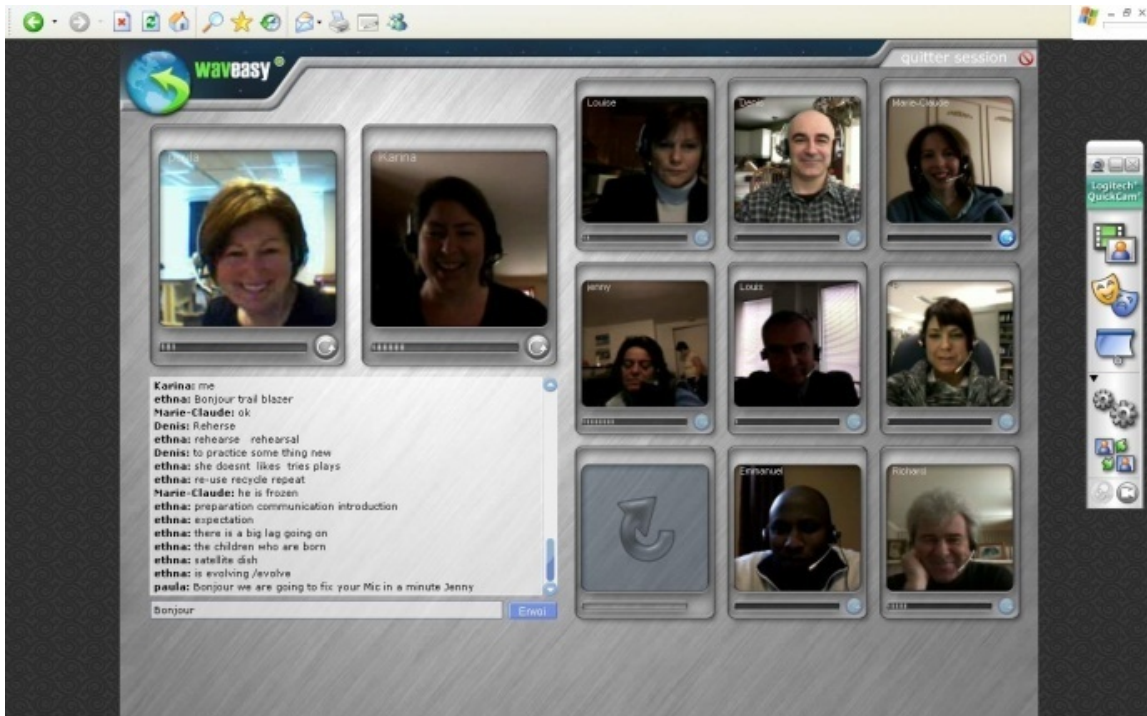 waveasy
quitter session
paula
Karina
Louise
Denis
Marie-Claude
jenny
Louis
Emmanuel
Richard
Logitech
QuickCam
Karina: me
ethna: Bonjour trail blazer
Marie-Claude: ok
Denis: Reherse
ethna: rehearse rehearsal
Denis: to practice some thing new
ethna: she doesnt likes tries plays
ethna: re-use recycle repeat
Marie-Claude: he is frozen
ethna: preparation communication introduction
ethna: expectation
ethna: there is a big lag going on
ethna: the children who are born
ethna: satellite dish
ethna: is evolving /evolve
paula: Bonjour we are going to fix your Mic in a minute Jenny
Bonjour
Envoi